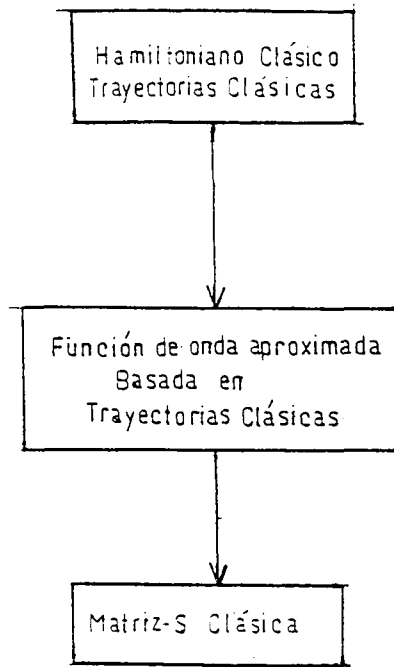 Hamiltoniano Clásico
Trayectorias Clásicas
Función de onda aproximada
Basada en
Trayectorias Clásicas
Matriz-S Clásica